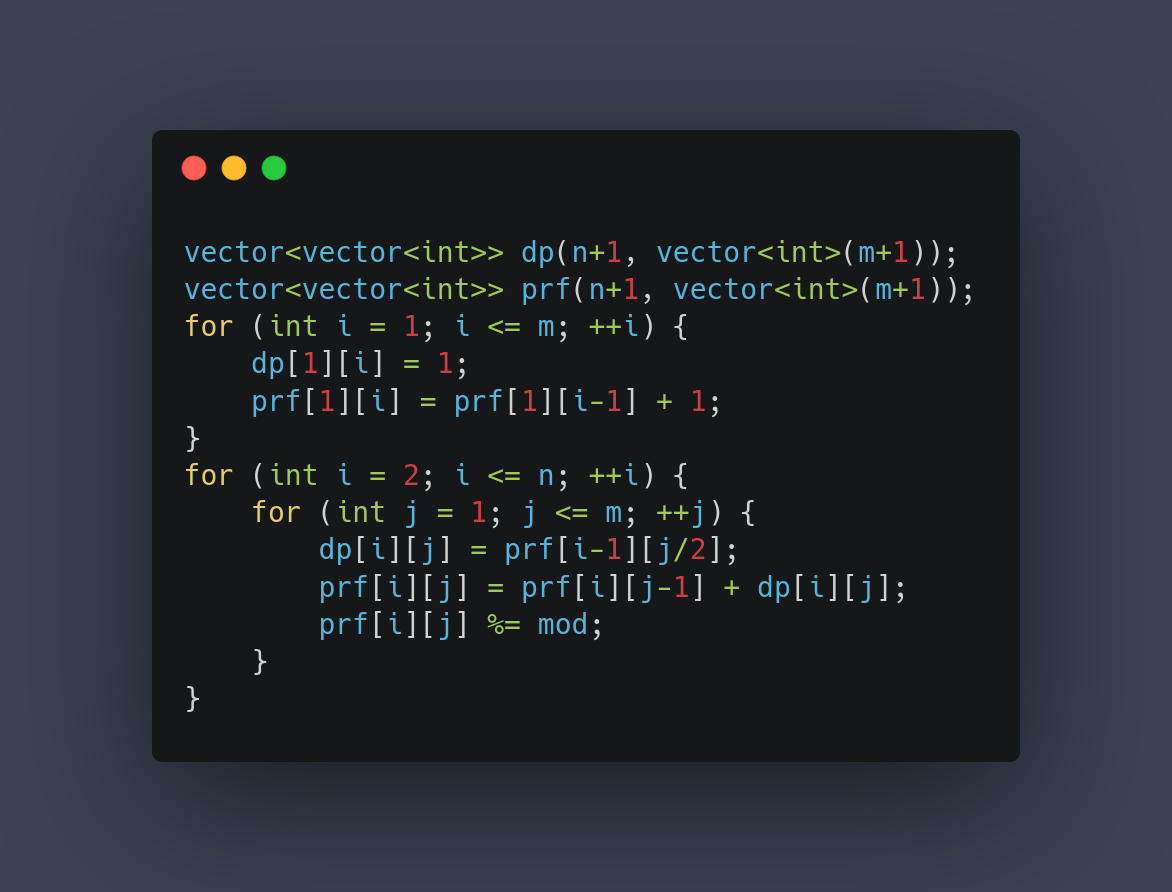 vector<vector<int>> dp(n+1, vector<int>(m+1));
vector<vector<int>> prf(n+1, vector<int>(m+1));
for (int i = 1; i <= m; ++i) {
    dp[1][i] = 1;
    prf[1][i] = prf[1][i-1] + 1;
}
for (int i = 2; i <= n; ++i) {
    for (int j = 1; j <= m; ++j) {
        dp[i][j] = prf[i-1][j/2];
        prf[i][j] = prf[i][j-1] + dp[i][j];
        prf[i][j] %= mod;
    }
}